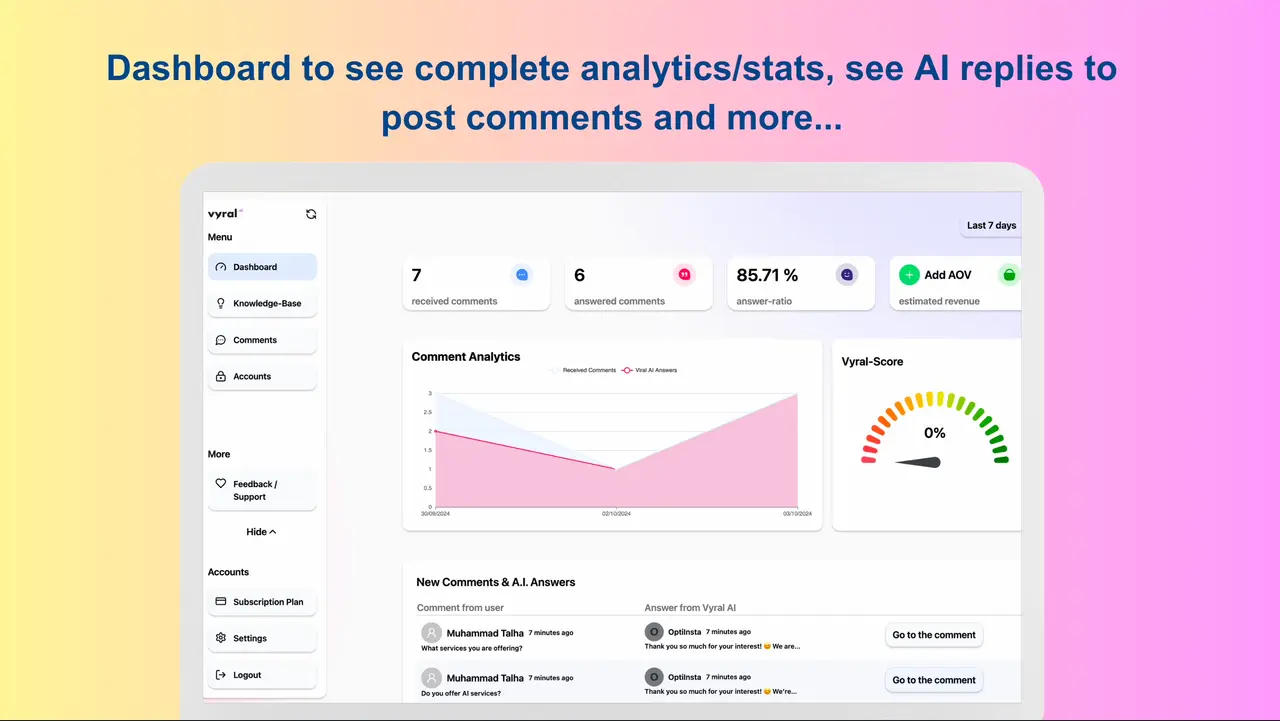 Dashboard to see complete analytics/stats, see AI replies to
post comments and more...
vyral
Menu
Dashboard
Knowledge-Base
Comments
Accounts
More
Feedback /
Support
Hide
Accounts
Subscription Plan
Settings
Logout
Last 7 days
7
received comments
6
answered comments
85.71 %
answer-ratio
Add AOV
estimated revenue
Comment Analytics
Received Comments Viral AI Answers
3
2.5
2
1.5
1
0.5
0
30/09/2024 02/10/2024 03/10/2024
Vyral-Score
0%
New Comments & A.I. Answers
Comment from user Answer from Vyral AI
Muhammad Talha 7 minutes ago
What services you are offering?
O OptiInsta 7 minutes ago
Thank you so much for your interest! 😊 We are...
Go to the comment
Muhammad Talha 7 minutes ago
Do you offer AI services?
O OptiInsta 7 minutes ago
Thank you so much for your interest! 😊 We're...
Go to the comment